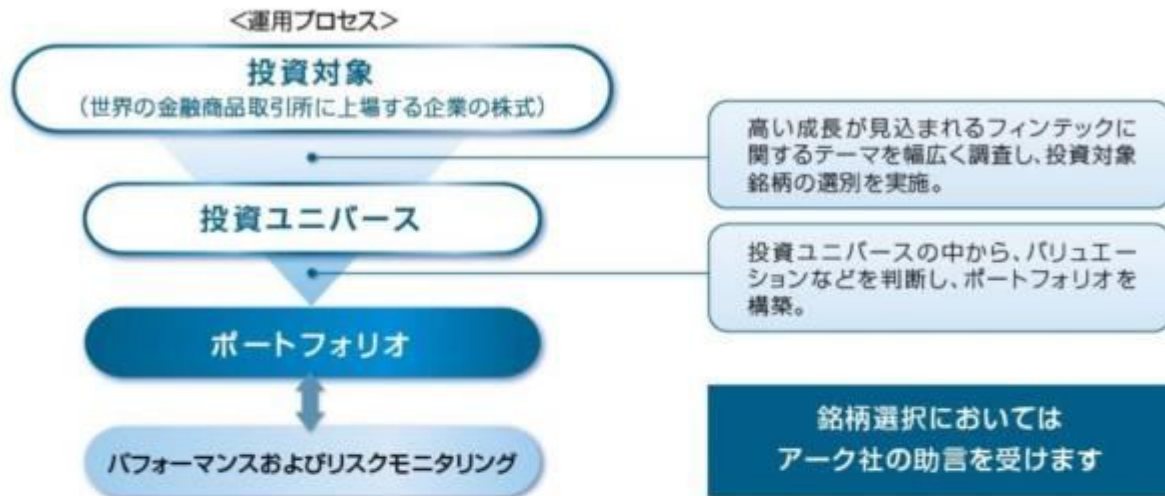 <運用プロセス>
投資対象
(世界の金融商品取引所に上場する企業の株式)
高い成長が見込まれるフィンテックに
関するテーマを幅広く調査し、投資対象
銘柄の選別を実施。
投資ユニバース
投資ユニバースの中から、バリュエー
ションなどを判断し、ポートフォリオを
構築。
ポートフォリオ
パフォーマンスおよびリスクモニタリング
銘柄選択においては
アーク社の助言を受けます